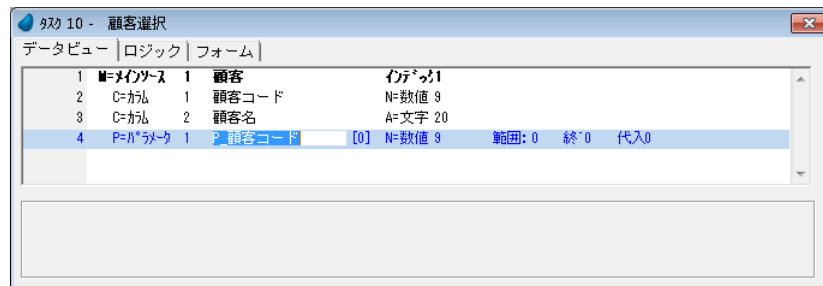 ﾀｽｸ 10 - 顧客選択
データビュー ロジック フォーム
1 M=ﾒｲﾝｿｰｽ 1 顧客 ｲﾝﾃﾞｯｸｽ1
2 C=ｶﾗﾑ 1 顧客コード N=数値 9
3 C=ｶﾗﾑ 2 顧客名 A=文字 20
4 P=ﾊﾟﾗﾒｰﾀ 1 P_顧客コード [0] N=数値 9 範囲: 0 終: 0 代入0